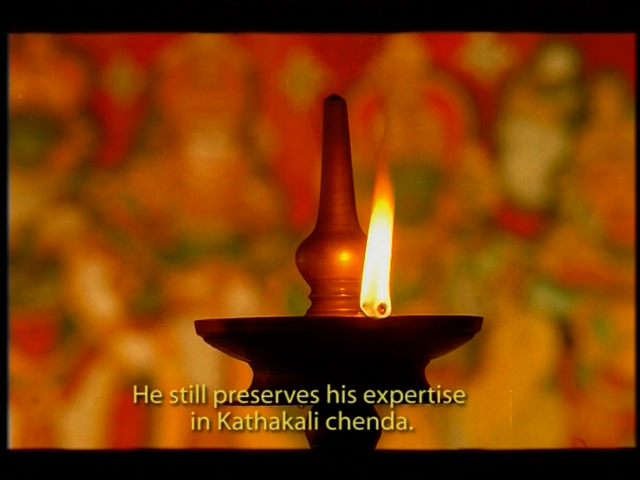 He still preserves his expertise
in Kathakali chenda.